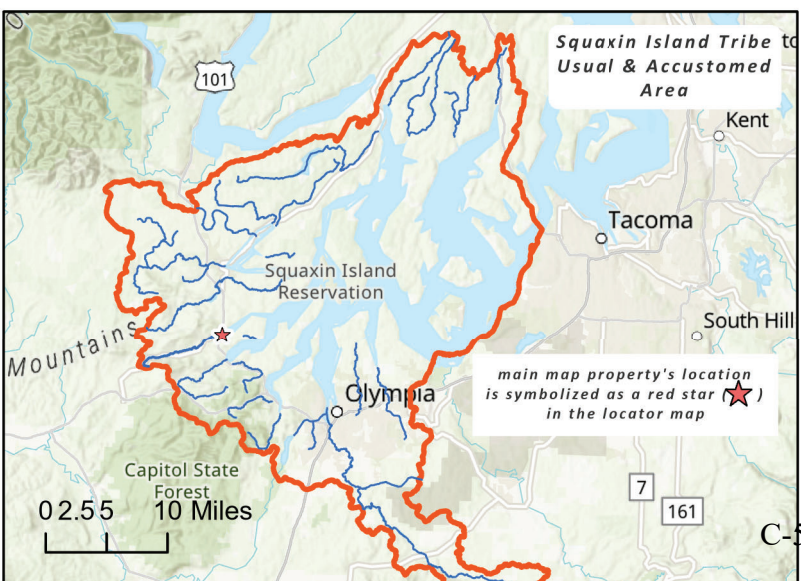 Squaxin Island Tribe
Usual & Accustomed
Area
101
Kent
Tacoma
Squaxin Island
Reservation
South Hill
Mountains
main map property's location
is symbolized as a red star ( )
in the locator map
Olympia
Capitol State
Forest
7
161
0 2.5 5 10 Miles